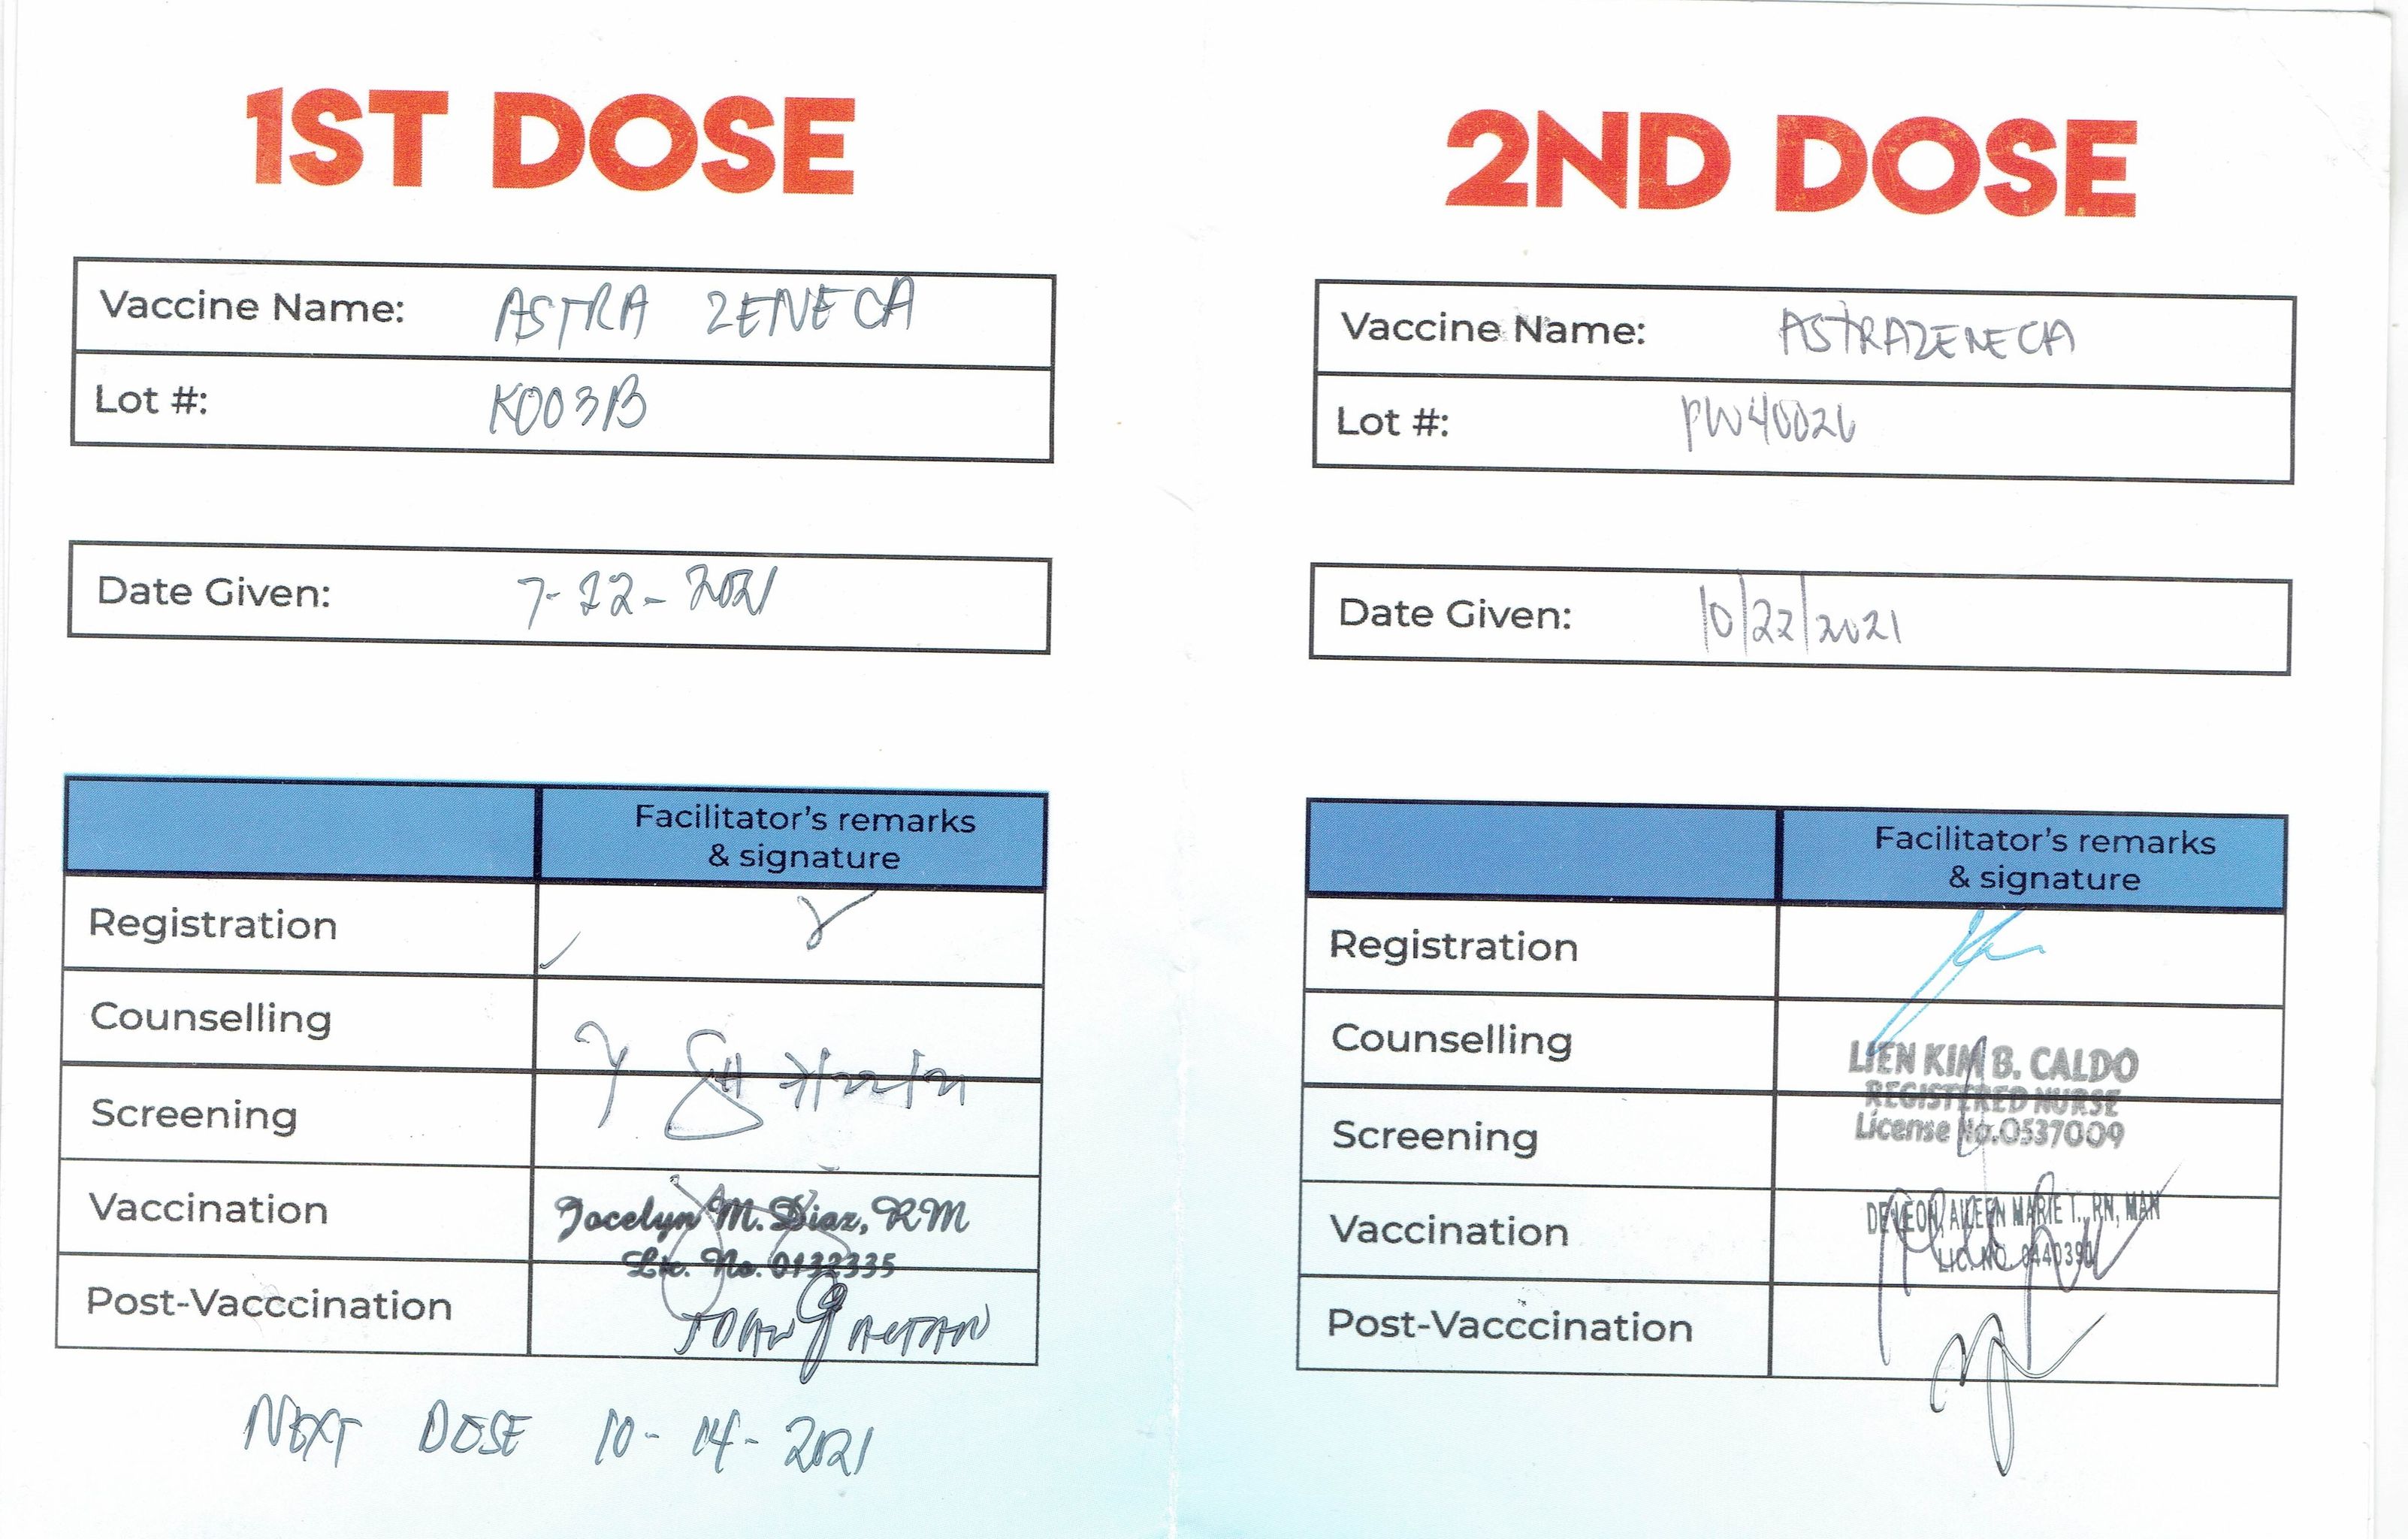 1ST DOSE
Vaccine Name: ASTRA ZENECA
Lot #: K003B
Date Given: 7-22-2021
Facilitator's remarks
& signature
Registration
Counselling
Screening
7/22/21
Vaccination
Jocelyn M. Diaz, RM
Lic. No. 0132335
Post-Vacccination
NEXT DOSE 10-14-2021
2ND DOSE
Vaccine Name: ASTRAZENECA
Lot #: PW40026
Date Given: 10/22/2021
Facilitator's remarks
& signature
Registration
Counselling
LIEN KIM B. CALDO
REGISTERED NURSE
Screening
License No.0537009
Vaccination
DE LEON, AILEEN MARIE T., RN, MAN
LIC. NO. 0440390
Post-Vacccination